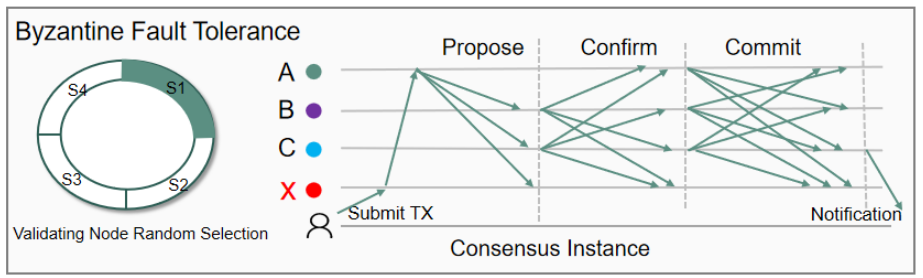 Byzantine Fault Tolerance
Propose
Confirm
Commit
S4
S1
S3
S2
A
B
C
X
Submit TX
Notification
Validating Node Random Selection
Consensus Instance